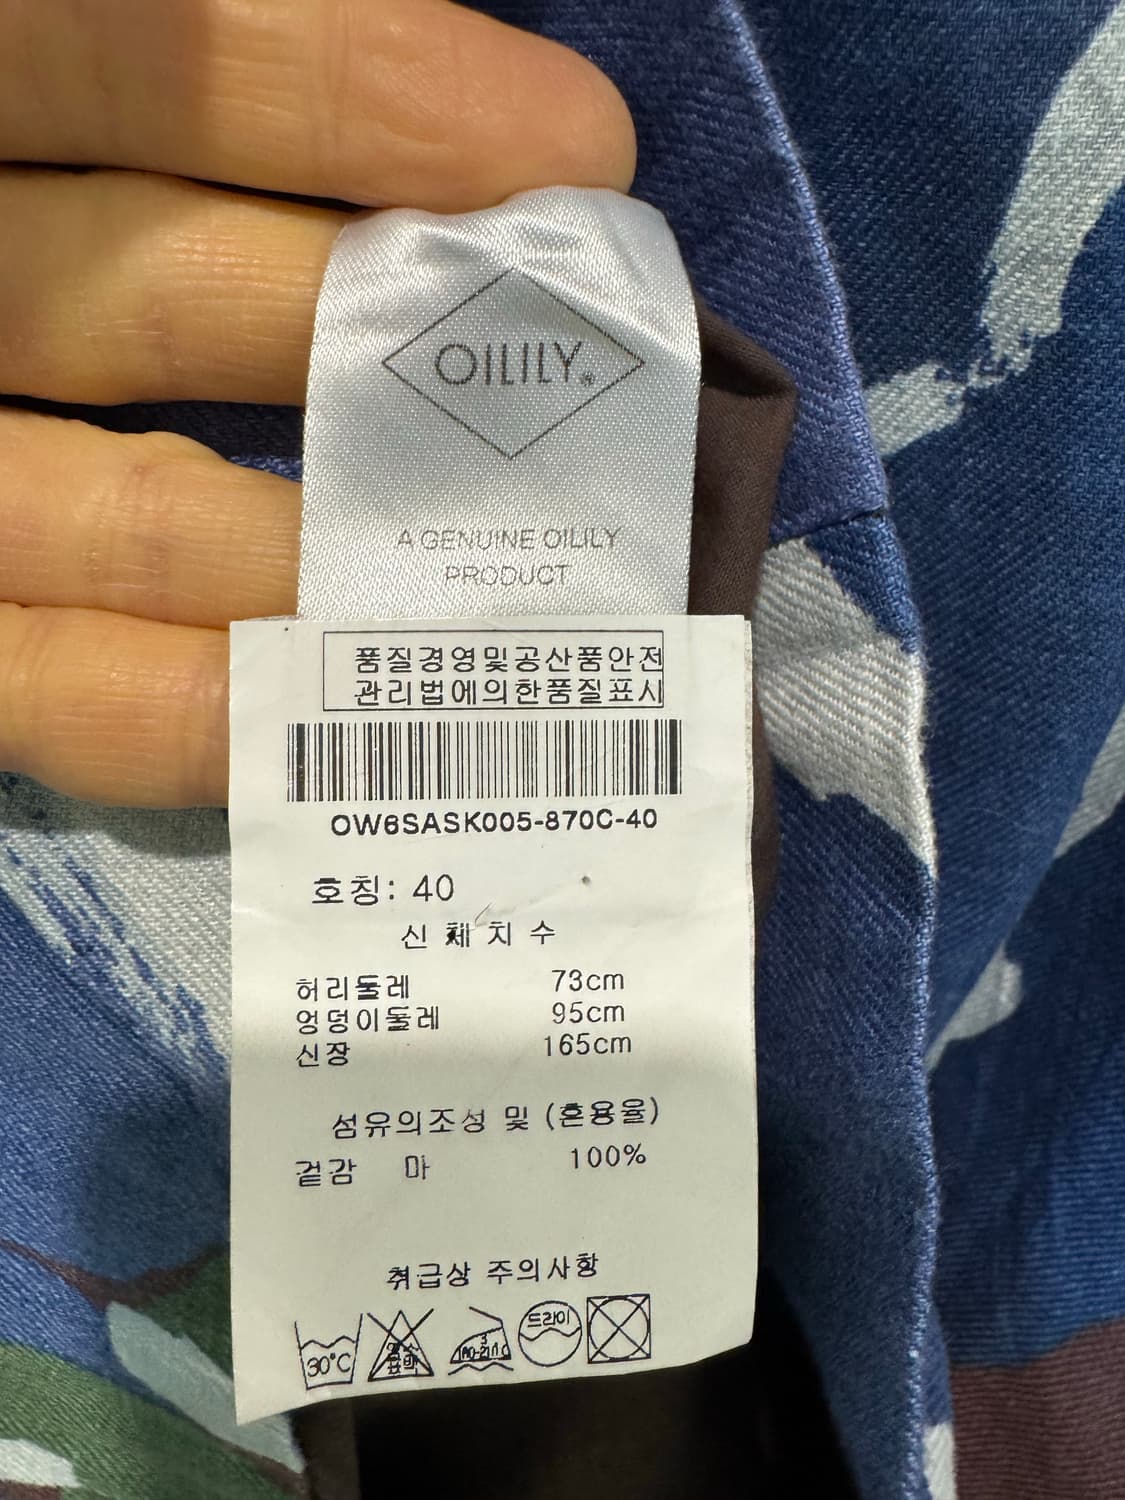 OILILY®
A GENUINE OILILY
PRODUCT
품질경영및공산품안전
관리법에의한품질표시
OW6SASK005-870C-40
호칭: 40
신체치수
허리둘레 73cm
엉덩이둘레 95cm
신장 165cm
섬유의조성 및 (혼용율)
겉감 마 100%
취급상 주의사항
30°C
표백
3
드라이